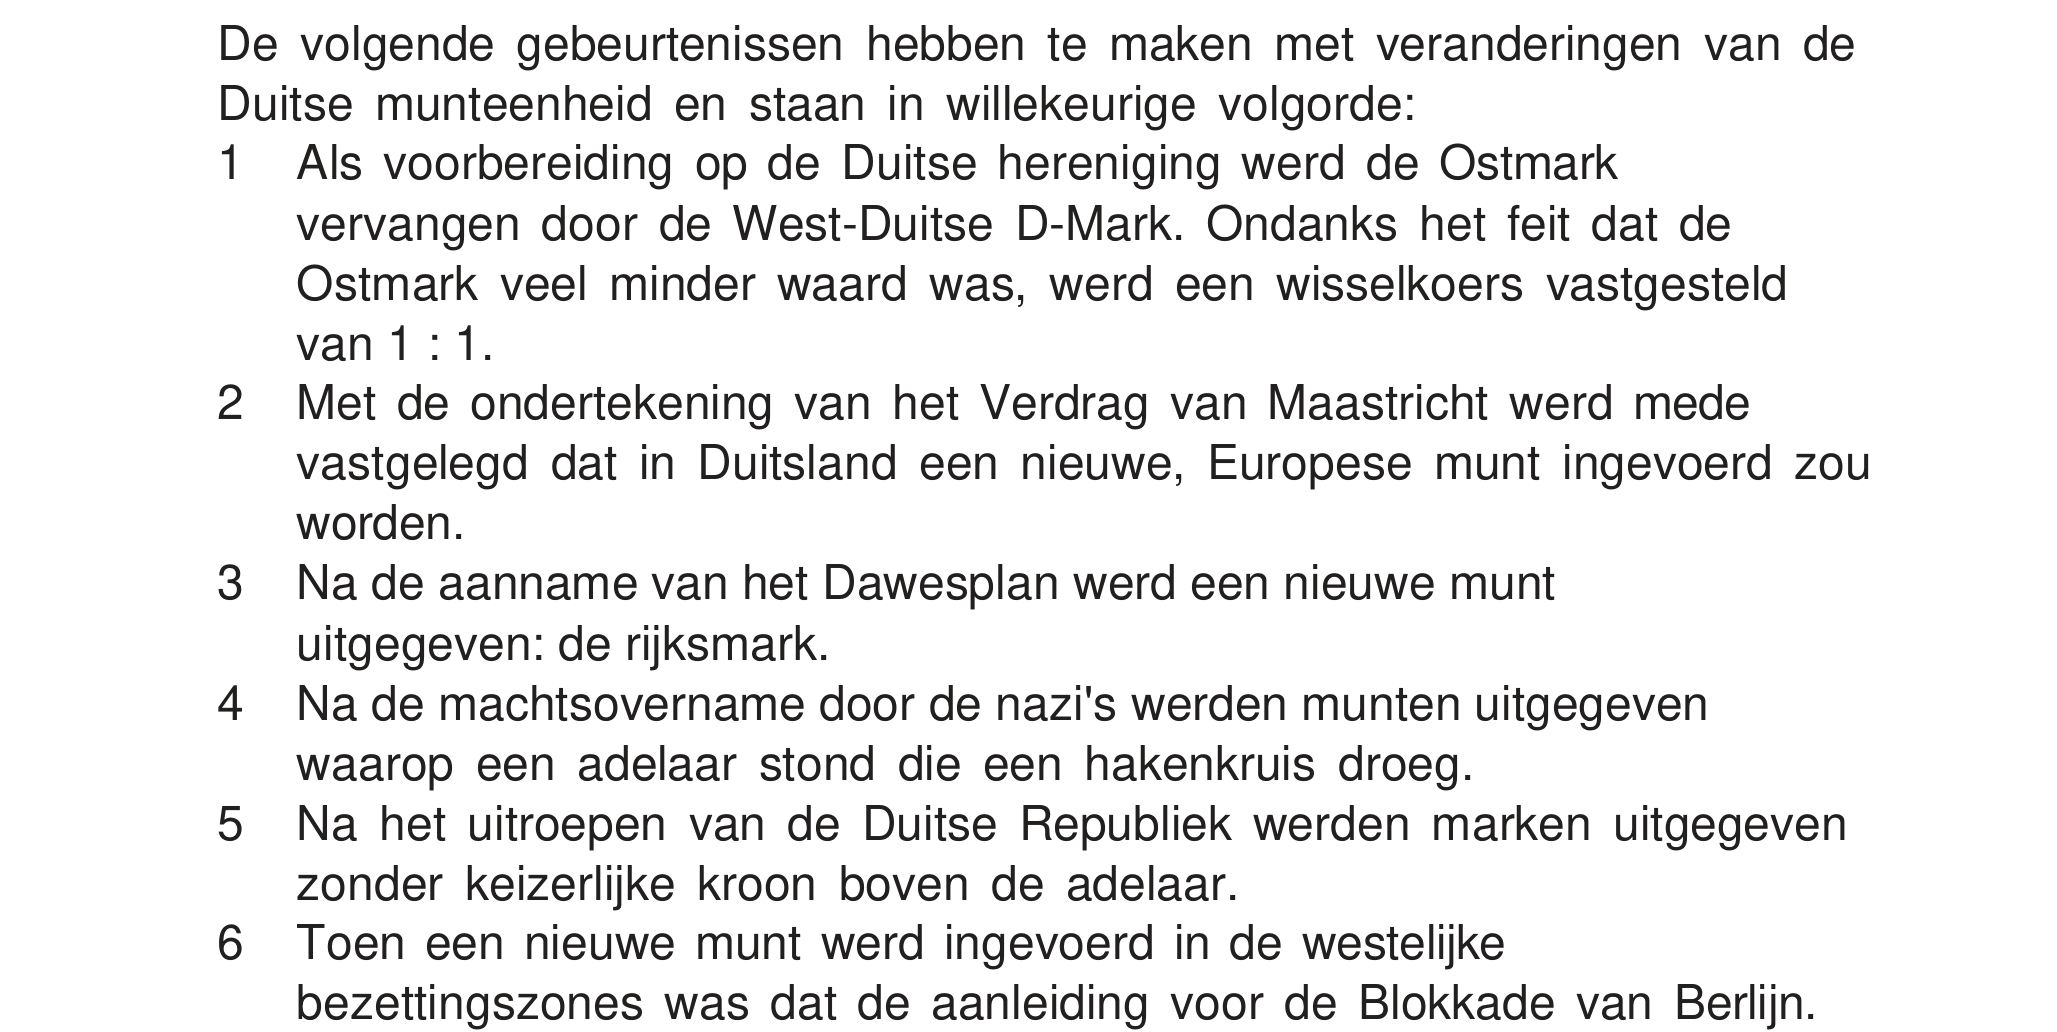 De volgende gebeurtenissen hebben te maken met veranderingen van de
Duitse munteenheid en staan in willekeurige volgorde:
1 Als voorbereiding op de Duitse hereniging werd de Ostmark
vervangen door de West-Duitse D-Mark. Ondanks het feit dat de
Ostmark veel minder waard was, werd een wisselkoers vastgesteld
van 1 : 1.
2 Met de ondertekening van het Verdrag van Maastricht werd mede
vastgelegd dat in Duitsland een nieuwe, Europese munt ingevoerd zou
worden.
3 Na de aanname van het Dawesplan werd een nieuwe munt
uitgegeven: de rijksmark.
4 Na de machtsovername door de nazi's werden munten uitgegeven
waarop een adelaar stond die een hakenkruis droeg.
5 Na het uitroepen van de Duitse Republiek werden marken uitgegeven
zonder keizerlijke kroon boven de adelaar.
6 Toen een nieuwe munt werd ingevoerd in de westelijke
bezettingszones was dat de aanleiding voor de Blokkade van Berlijn.